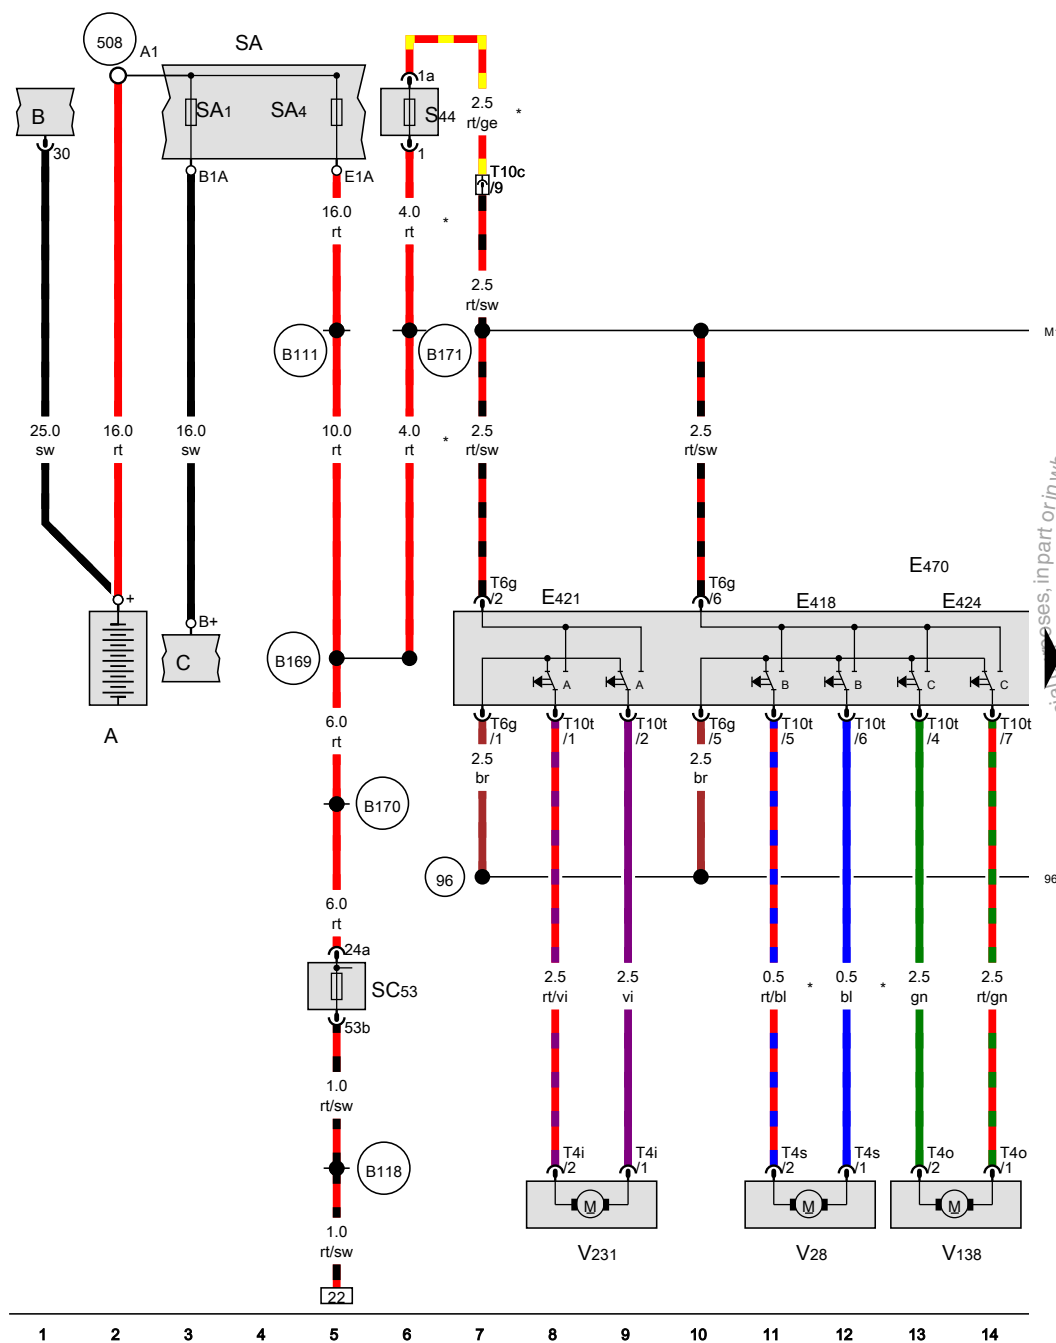 508
A1
SA
B
SA1
SA4
1a
S44
2.5
rt/ge
*
30
1
B1A
E1A
T10c
/9
16.0
rt
4.0
rt
*
2.5
rt/sw
B111
B171
25.0
sw
16.0
rt
16.0
sw
10.0
rt
4.0
rt
*
2.5
rt/sw
2.5
rt/sw
+
T6g
/2
E421
T6g
/6
E418
E470
E424
B+
C
B169
A
A
B
B
C
C
A
6.0
rt
T6g
/1
T10t
/1
T10t
/2
T6g
/5
T10t
/5
T10t
/6
T10t
/4
T10t
/7
2.5
br
2.5
br
B170
96
96
6.0
rt
24a
SC53
53b
2.5
rt/vi
2.5
vi
0.5
rt/bl
*
0.5
bl
*
2.5
gn
2.5
rt/gn
1.0
rt/sw
B118
T4i
/2
T4i
/1
T4s
/2
T4s
/1
T4o
/2
T4o
/1
M
M
M
V231
V28
V138
1.0
rt/sw
22
1 2 3 4 5 6 7 8 9 10 11 12 13 14